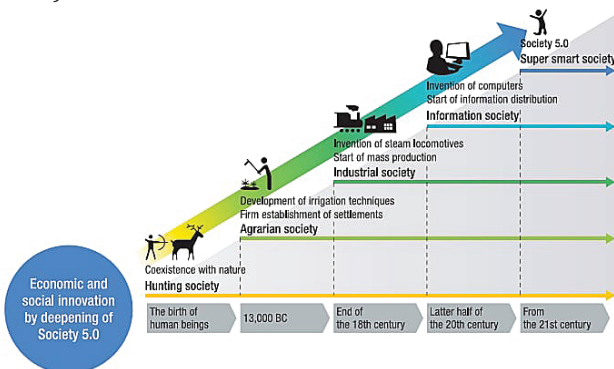 Society 5.0
Super smart society
Invention of computers
Start of information distribution
Information society
Invention of steam locomotives
Start of mass production
Industrial society
Development of irrigation techniques
Firm establishment of settlements
Agrarian society
Coexistence with nature
Hunting society
Economic and
social innovation
by deepening of
Society 5.0
The birth of
human beings
13,000 BC
End of
the 18th century
Latter half of
the 20th century
From
the 21st century